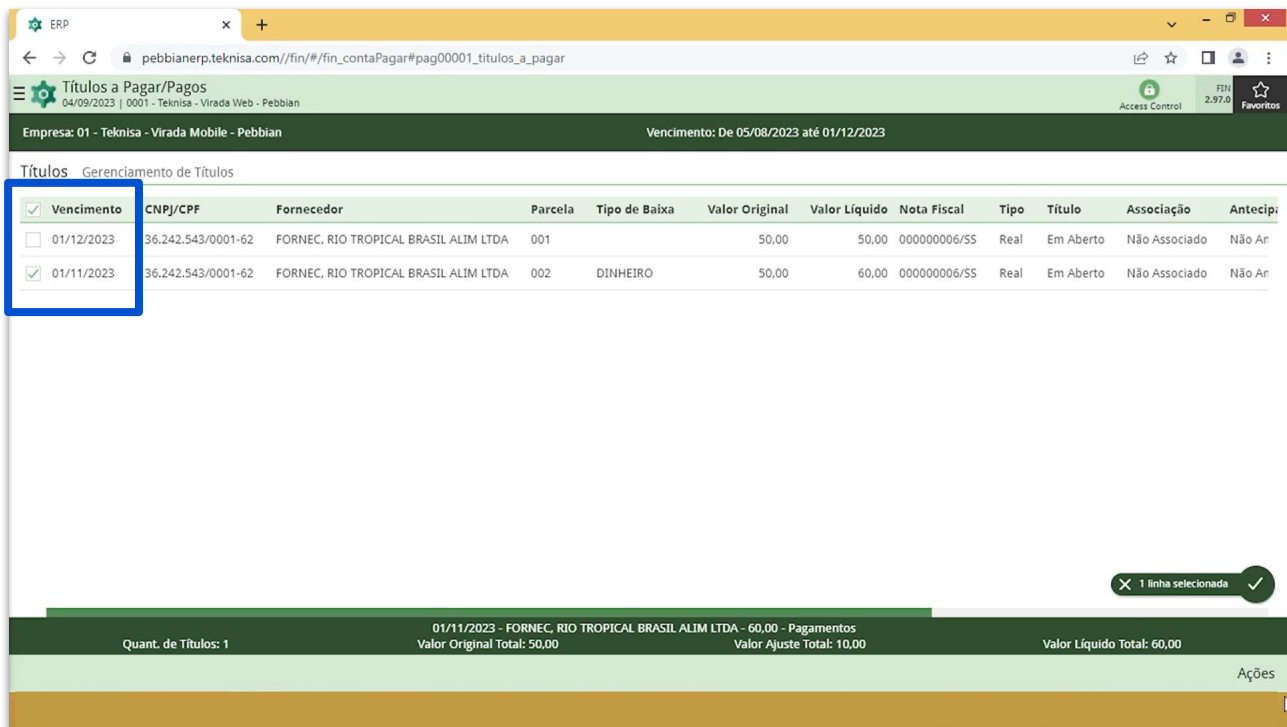 ERP
pebbianerp.teknisa.com//fin/#/fin_contaPagar#pag00001_titulos_a_pagar
Títulos a Pagar/Pagos
04/09/2023 | 0001 - Teknisa - Virada Web - Pebbian
Access Control
FIN
2.97.0
Favoritos
Empresa: 01 - Teknisa - Virada Mobile - Pebbian Vencimento: De 05/08/2023 até 01/12/2023
Títulos Gerenciamento de Títulos
Vencimento CNPJ/CPF Fornecedor Parcela Tipo de Baixa Valor Original Valor Líquido Nota Fiscal Tipo Título Associação Antecipa
01/12/2023 36.242.543/0001-62 FORNEC, RIO TROPICAL BRASIL ALIM LTDA 001 50,00 50,00 000000006/SS Real Em Aberto Não Associado Não An
01/11/2023 36.242.543/0001-62 FORNEC, RIO TROPICAL BRASIL ALIM LTDA 002 DINHEIRO 50,00 60,00 000000006/SS Real Em Aberto Não Associado Não An
1 linha selecionada
01/11/2023 - FORNEC, RIO TROPICAL BRASIL ALIM LTDA - 60,00 - Pagamentos
Quant. de Títulos: 1 Valor Original Total: 50,00 Valor Ajuste Total: 10,00 Valor Líquido Total: 60,00
Ações